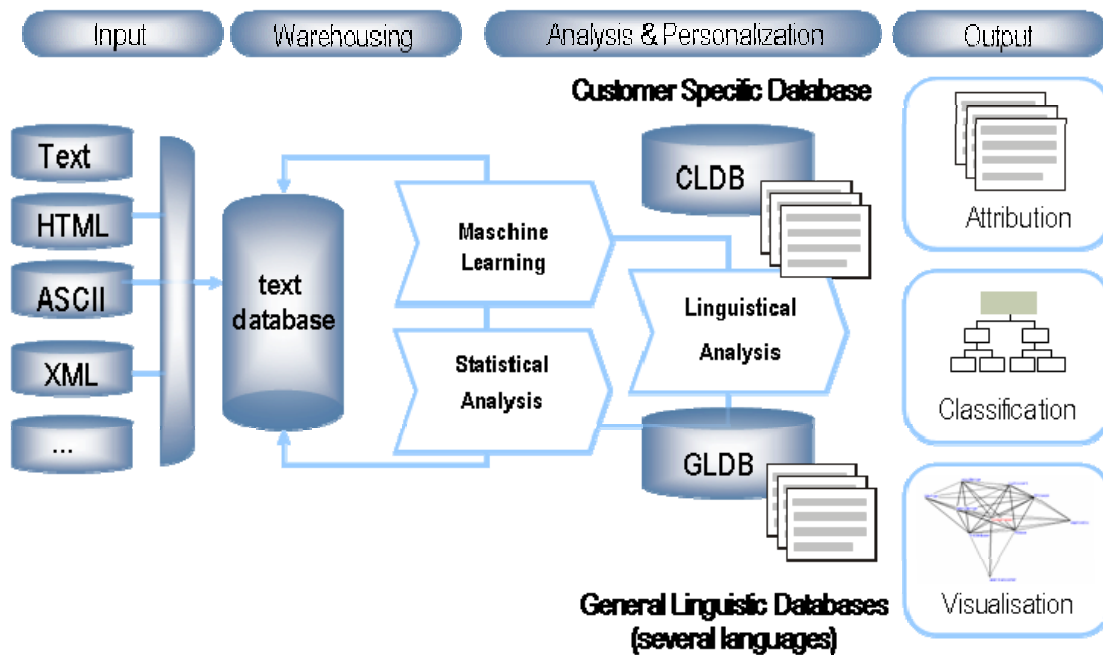 Input
Warehousing
Analysis & Personalization
Output
Text
HTML
ASCII
XML
...
text
database
Maschine
Learning
Statistical
Analysis
Linguistical
Analysis
Customer Specific Database
CLDB
GLDB
General Linguistic Databases
(several languages)
Attribution
Classification
Visualisation